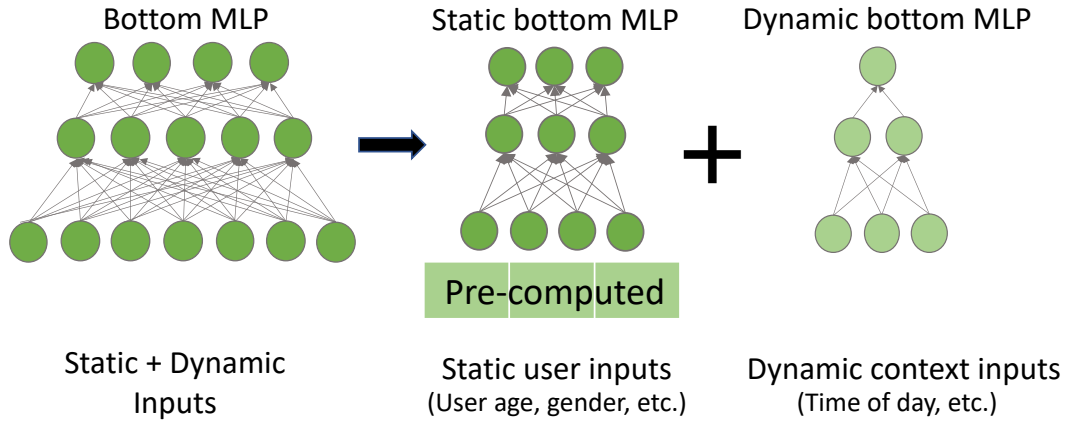 Bottom MLP
Static bottom MLP
Dynamic bottom MLP
+
Pre-computed
Static + Dynamic
Inputs
Static user inputs
(User age, gender, etc.)
Dynamic context inputs
(Time of day, etc.)